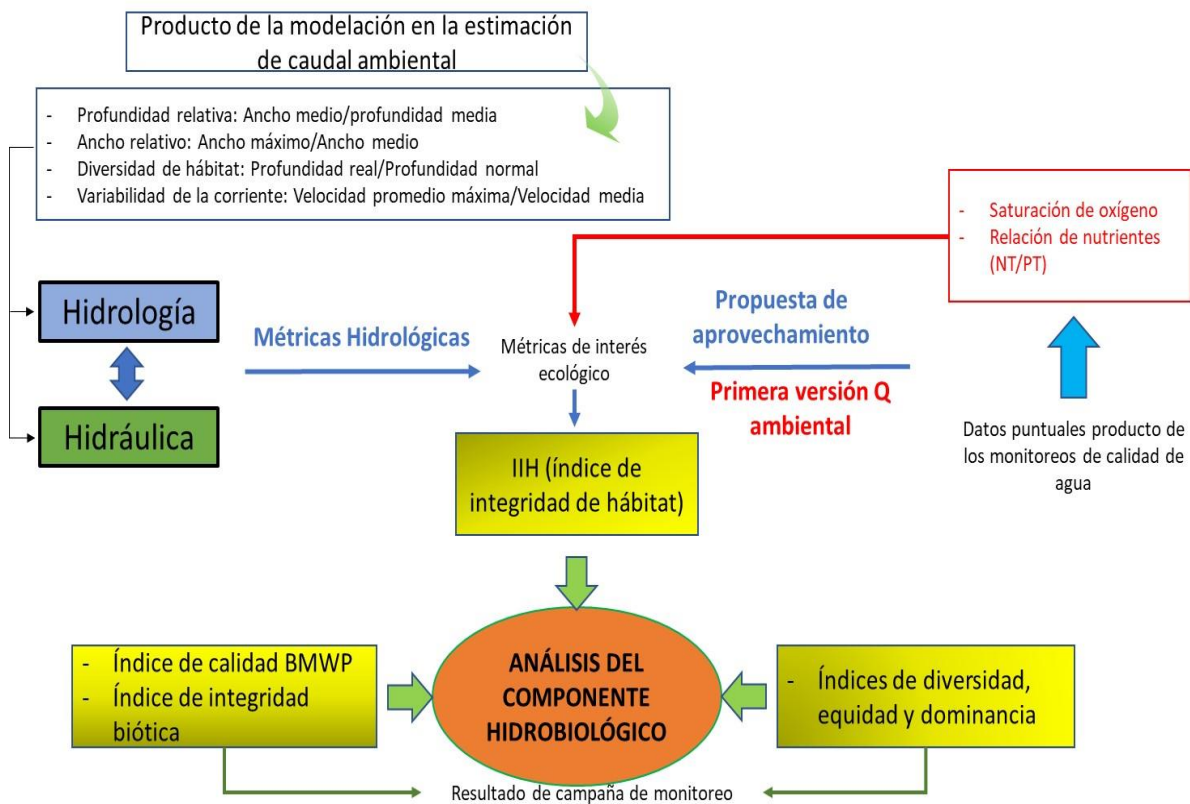 Producto de la modelación en la estimación
de caudal ambiental
- Profundidad relativa: Ancho medio/profundidad media
- Ancho relativo: Ancho máximo/Ancho medio
- Diversidad de hábitat: Profundidad real/Profundidad normal
- Variabilidad de la corriente: Velocidad promedio máxima/Velocidad media
- Saturación de oxígeno
- Relación de nutrientes
(NT/PT)
Hidrología
Hidráulica
Métricas Hidrológicas
Métricas de interés
ecológico
Propuesta de
aprovechamiento
Primera versión Q
ambiental
Datos puntuales producto de
los monitoreos de calidad de
agua
IIH (índice de
integridad de hábitat)
- Índice de calidad BMWP
- Índice de integridad
biótica
ANÁLISIS DEL
COMPONENTE
HIDROBIOLÓGICO
- Índices de diversidad,
equidad y dominancia
Resultado de campaña de monitoreo